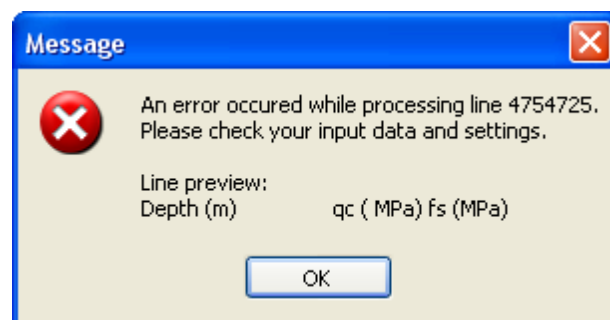 Message
An error occured while processing line 4754725.
Please check your input data and settings.
Line preview:
Depth (m) qc ( MPa) fs (MPa)
OK